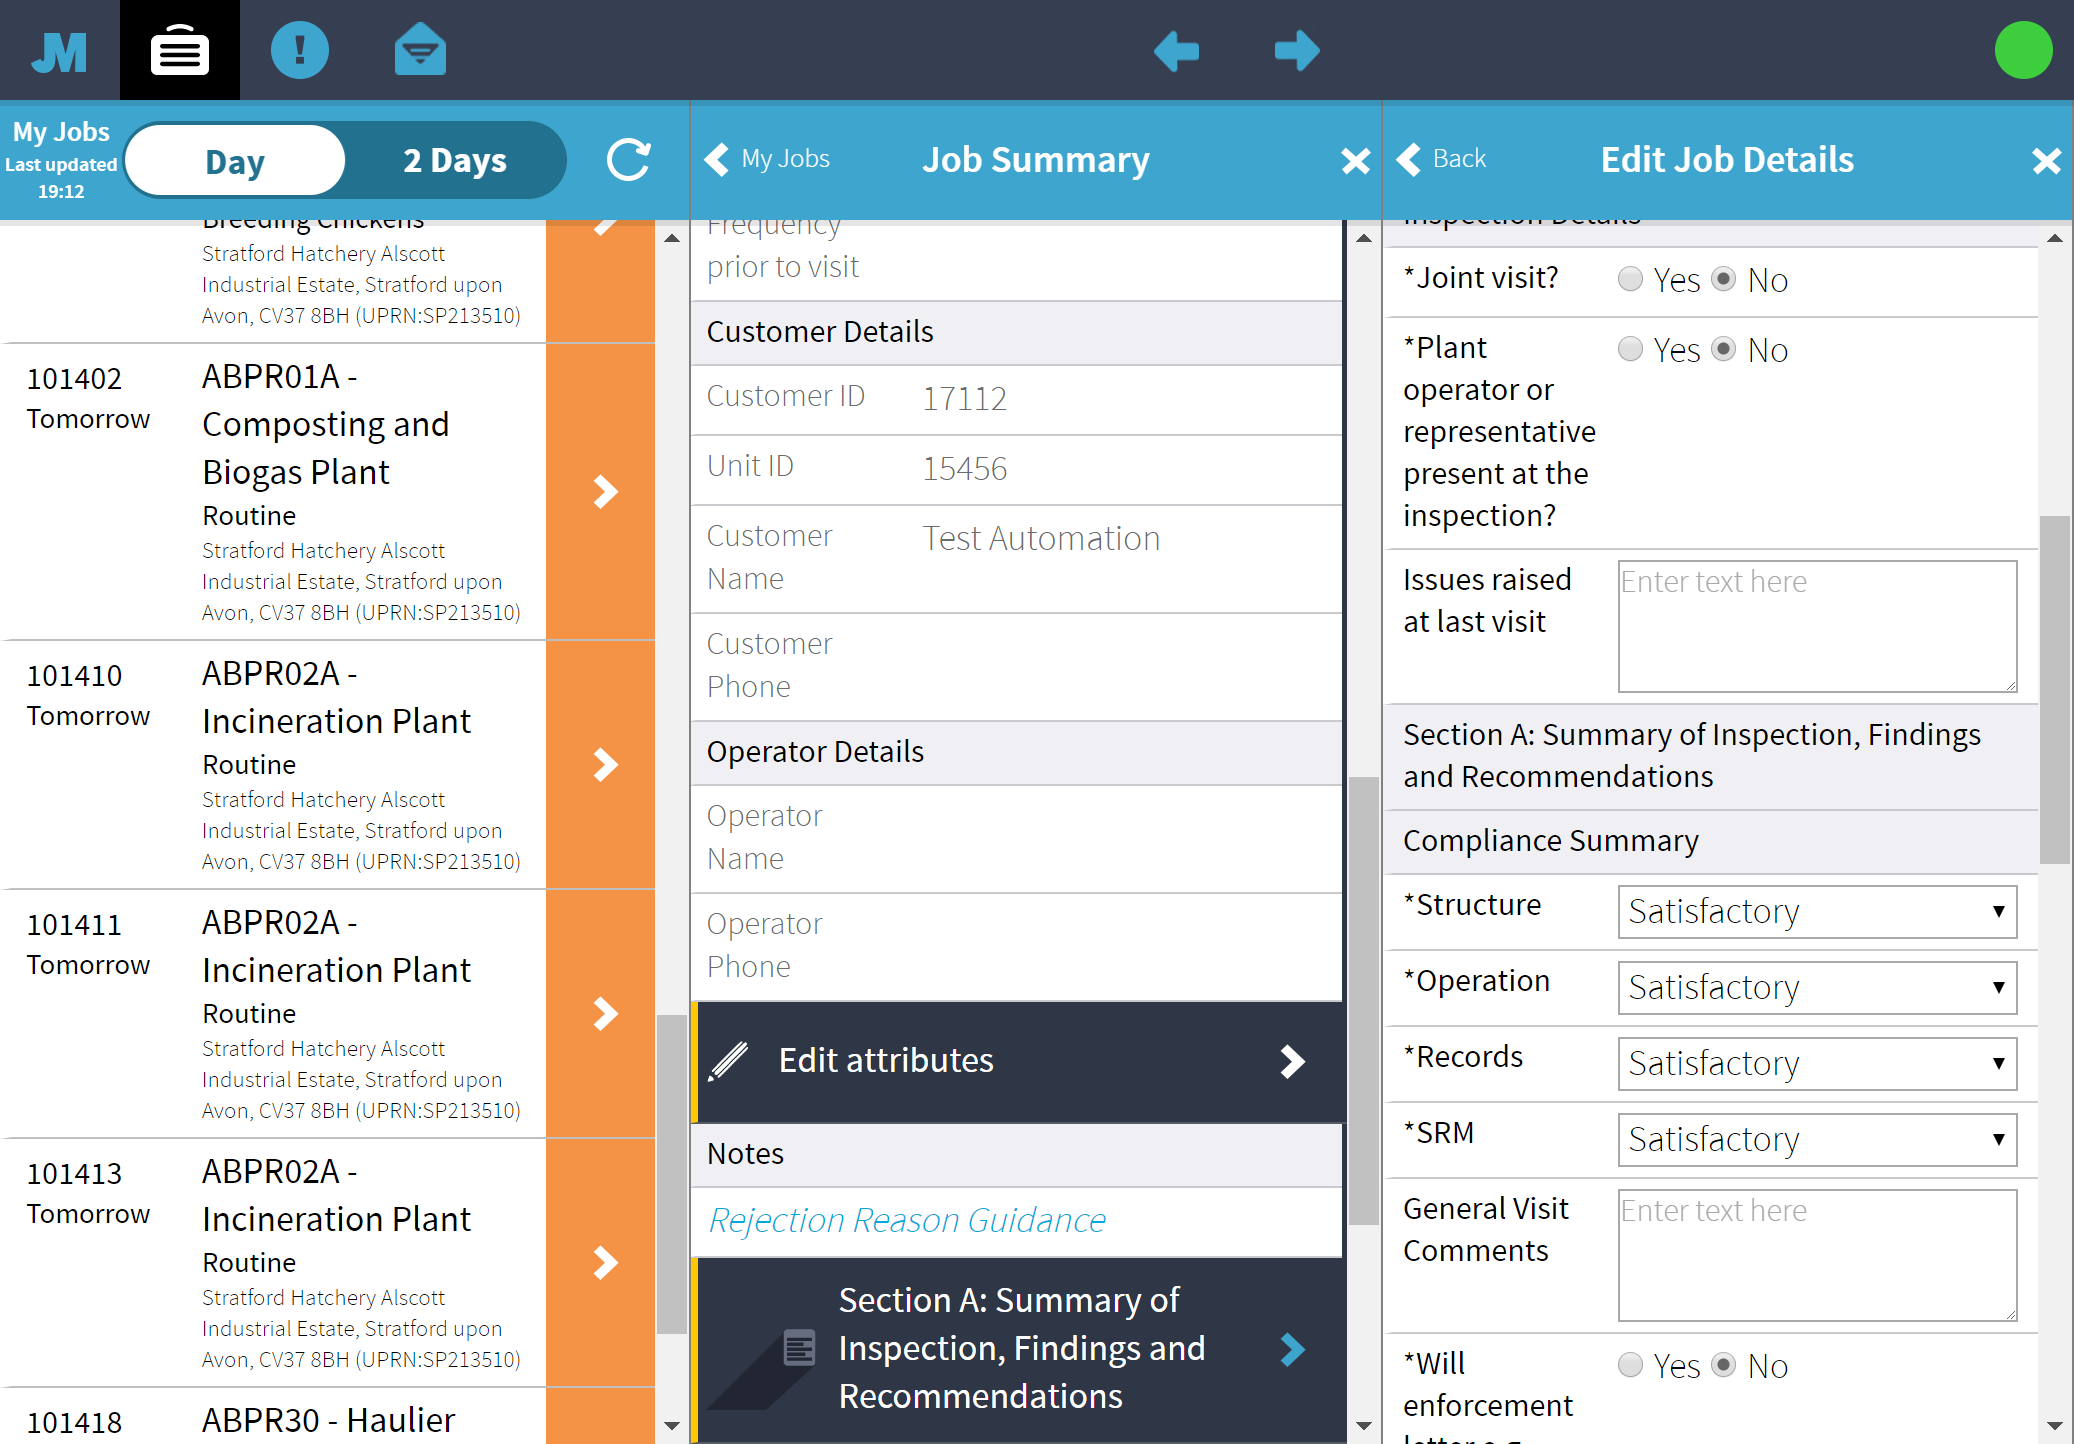 JM
!
My Jobs
Last updated
19:12
Day
2 Days
Breeding Chickens
Stratford Hatchery Alscott
Industrial Estate, Stratford upon
Avon, CV37 8BH (UPRN:SP213510)
101402
Tomorrow
ABPR01A -
Composting and
Biogas Plant
Routine
Stratford Hatchery Alscott
Industrial Estate, Stratford upon
Avon, CV37 8BH (UPRN:SP213510)
101410
Tomorrow
ABPR02A -
Incineration Plant
Routine
Stratford Hatchery Alscott
Industrial Estate, Stratford upon
Avon, CV37 8BH (UPRN:SP213510)
101411
Tomorrow
ABPR02A -
Incineration Plant
Routine
Stratford Hatchery Alscott
Industrial Estate, Stratford upon
Avon, CV37 8BH (UPRN:SP213510)
101413
Tomorrow
ABPR02A -
Incineration Plant
Routine
Stratford Hatchery Alscott
Industrial Estate, Stratford upon
Avon, CV37 8BH (UPRN:SP213510)
101418
ABPR30 - Haulier
My Jobs
Job Summary
Frequency
prior to visit
Customer Details
Customer ID
17112
Unit ID
15456
Customer
Name
Test Automation
Customer
Phone
Operator Details
Operator
Name
Operator
Phone
Edit attributes
Notes
Rejection Reason Guidance
Section A: Summary of
Inspection, Findings and
Recommendations
Back
Edit Job Details
Inspection Details
*Joint visit?
Yes No
*Plant
operator or
representative
present at the
inspection?
Yes No
Issues raised
at last visit
Enter text here
Section A: Summary of Inspection, Findings
and Recommendations
Compliance Summary
*Structure
Satisfactory
*Operation
Satisfactory
*Records
Satisfactory
*SRM
Satisfactory
General Visit
Comments
Enter text here
*Will
enforcement
letter e.g.
Yes No